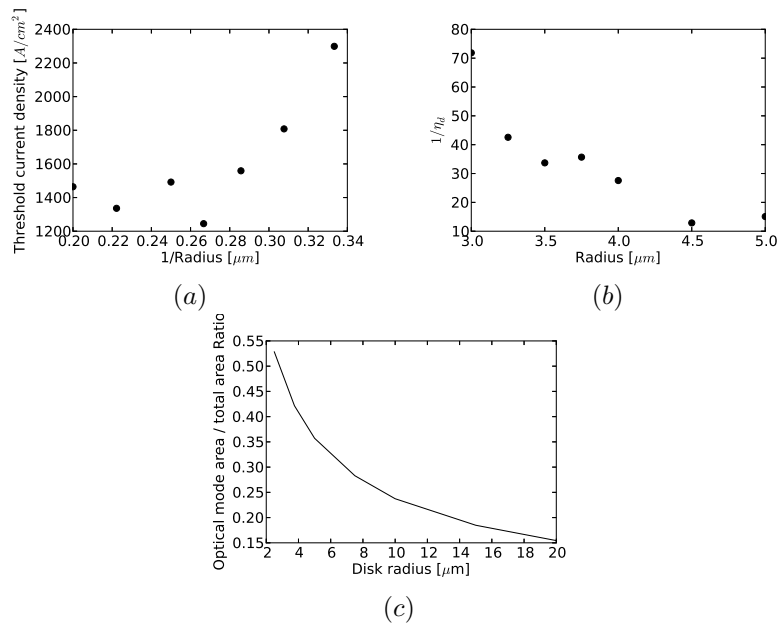 Threshold current density [A/cm²]
2400
2200
2000
1800
1600
1400
1200
0.20 0.22 0.24 0.26 0.28 0.30 0.32 0.34
1/Radius [μm]
(a)
1/η_d
80
70
60
50
40
30
20
10
3.0 3.5 4.0 4.5 5.0
Radius [μm]
(b)
Optical mode area / total area Ratio
0.55
0.50
0.45
0.40
0.35
0.30
0.25
0.20
0.15
2 4 6 8 10 12 14 16 18 20
Disk radius [μm]
(c)